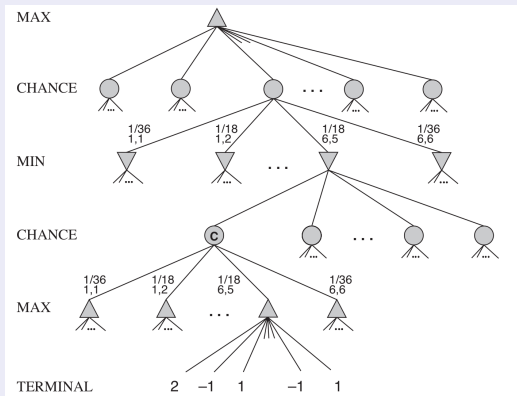 MAX
CHANCE
. . .
1/36 1/18 1/18 1/36
1,1 1,2 6,5 6,6
MIN
. . .
CHANCE
C
. . .
1/36 1/18 1/18 1/36
1,1 1,2 6,5 6,6
MAX
. . .
TERMINAL 2 –1 1 –1 1